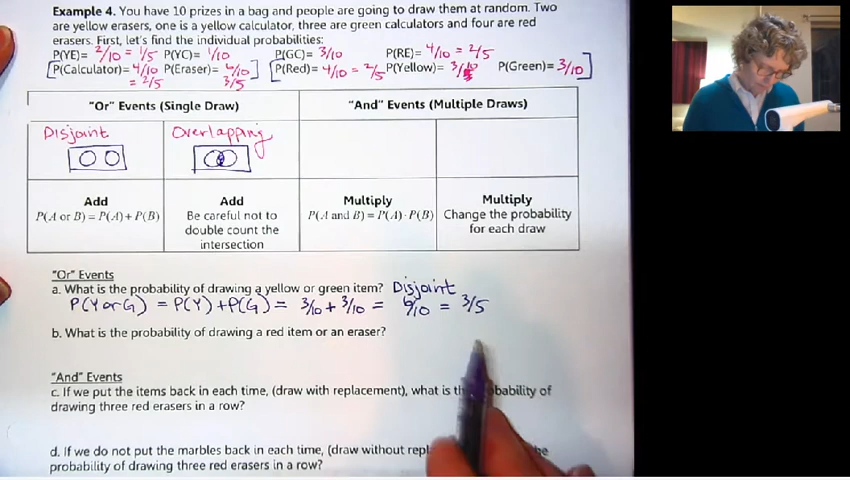 Example 4. You have 10 prizes in a bag and people are going to draw them at random. Two
are yellow erasers, one is a yellow calculator, three are green calculators and four are red
erasers. First, let's find the individual probabilities:
P(YE)= 2/10 = 1/5 P(YC)= 1/10 P(GC)= 3/10 P(RE)= 4/10 = 2/5
[P(Calculator)= 4/10 = 2/5 P(Eraser)= 6/10 3/5] [P(Red)= 4/10 = 2/5 P(Yellow)= 3/10 P(Green)= 3/10]
"Or" Events (Single Draw) "And" Events (Multiple Draws)
Disjoint Overlapping
Add Add Multiply Multiply
P(A or B) = P(A)+P(B) Be careful not to double count the intersection P(A and B) = P(A)·P(B) Change the probability for each draw
"Or" Events
a. What is the probability of drawing a yellow or green item? Disjoint
P(Y or G) = P(Y) + P(G) = 3/10 + 3/10 = 6/10 = 3/5
b. What is the probability of drawing a red item or an eraser?
"And" Events
c. If we put the items back in each time, (draw with replacement), what is of
drawing three red erasers in a row?
d. If we do not put the marbles back in each time, (draw without
probability of drawing three red erasers in a row?